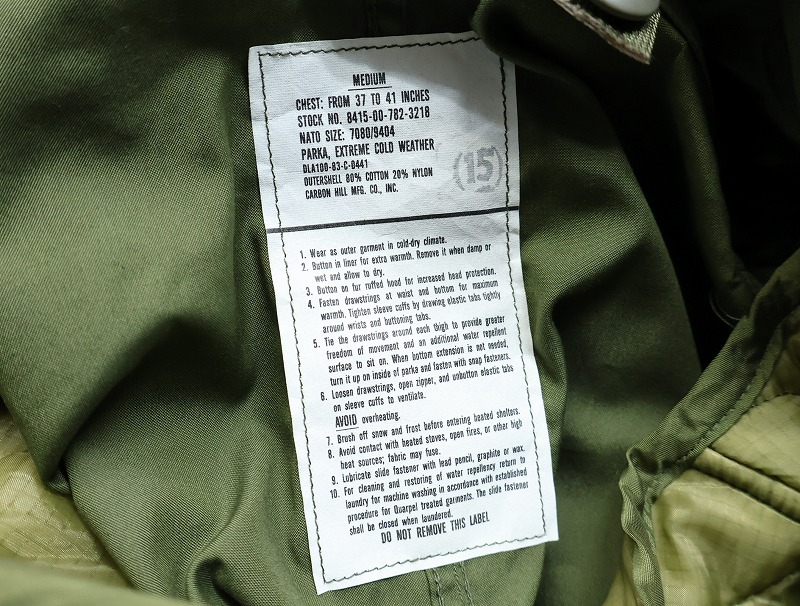 MEDIUM
CHEST: FROM 37 TO 41 INCHES
STOCK NO. 8415-00-782-3218
NATO SIZE: 7080/9404
PARKA, EXTREME COLD WEATHER
DLA100-83-C-0441
OUTERSHELL 80% COTTON 20% NYLON
CARBON HILL MFG. CO., INC.
(15)
1. Wear as outer garment in cold-dry climate.
2. Button in liner for extra warmth. Remove it when damp or
wet and allow to dry.
3. Button on fur ruffed hood for increased head protection.
4. Fasten drawstrings at waist and bottom for maximum
warmth. Tighten sleeve cuffs by drawing elastic tabs tightly
around wrists and buttoning tabs.
5. Tie the drawstrings around each thigh to provide greater
freedom of movement and an additional water repellent
surface to sit on. When bottom extension is not needed,
turn it up on inside of parka and fasten with snap fasteners.
6. Loosen drawstrings, open zipper, and unbutton elastic tabs
on sleeve cuffs to ventilate.
AVOID overheating.
7. Brush off snow and frost before entering heated shelters.
8. Avoid contact with heated stoves, open fires, or other high
heat sources; fabric may fuse.
9. Lubricate slide fastener with lead pencil, graphite or wax.
10. For cleaning and restoring of water repellency return to
laundry for machine washing in accordance with established
procedure for Quarpel treated garments. The slide fastener
shall be closed when laundered.
DO NOT REMOVE THIS LABEL